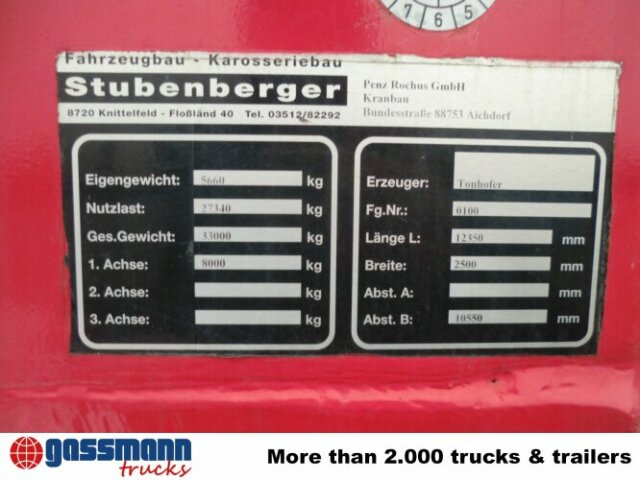 7 6 5
Fahrzeugbau - Karosseriebau
Stubenberger
8720 Knittelfeld - Floßländ 40 Tel. 03512/82292
Penz Rochus GmbH
Kranbau
Bundesstraße 88753 Aichdorf
Eigengewicht: 5660 kg
Nutzlast: 27340 kg
Ges.Gewicht: 33000 kg
1. Achse: 8000 kg
2. Achse: kg
3. Achse: kg
Erzeuger: Tonhofer
Fg.Nr.: 0100
Länge L: 12350 mm
Breite: 2500 mm
Abst. A: mm
Abst. B: 10550 mm
gassmann
trucks
More than 2.000 trucks & trailers